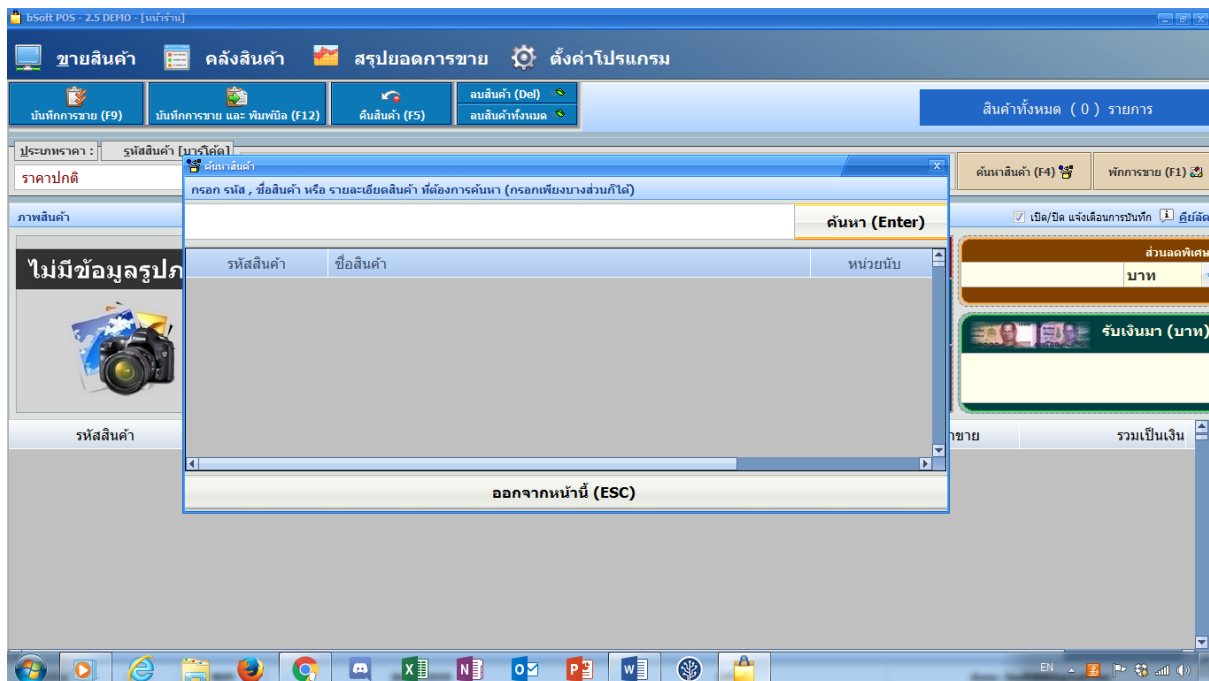 bSoft POS - 2.5 DEMO - [หน้าร้าน]
ขายสินค้า คลังสินค้า สรุปยอดการขาย ตั้งค่าโปรแกรม
บันทึกการขาย (F9) บันทึกการขาย และ พิมพ์บิล (F12) คืนสินค้า (F5) ลบสินค้า (Del)
ลบสินค้าทั้งหมด
สินค้าทั้งหมด ( 0 ) รายการ
ประเภทราคา : รหัสสินค้า [บาร์โค้ด]
ราคาปกติ
ค้นหาสินค้า (F4) พักการขาย (F1)
ค้นหาสินค้า
กรอก รหัส , ชื่อสินค้า หรือ รายละเอียดสินค้า ที่ต้องการค้นหา (กรอกเพียงบางส่วนก็ได้)
ค้นหา (Enter)
ภาพสินค้า
เปิด/ปิด แจ้งเตือนการบันทึก คีย์ลัด
ไม่มีข้อมูลรูปภ
รหัสสินค้า ชื่อสินค้า หน่วยนับ
ส่วนลดพิเศษ
บาท
รับเงินมา (บาท)
รหัสสินค้า
าขาย รวมเป็นเงิน
ออกจากหน้านี้ (ESC)
EN